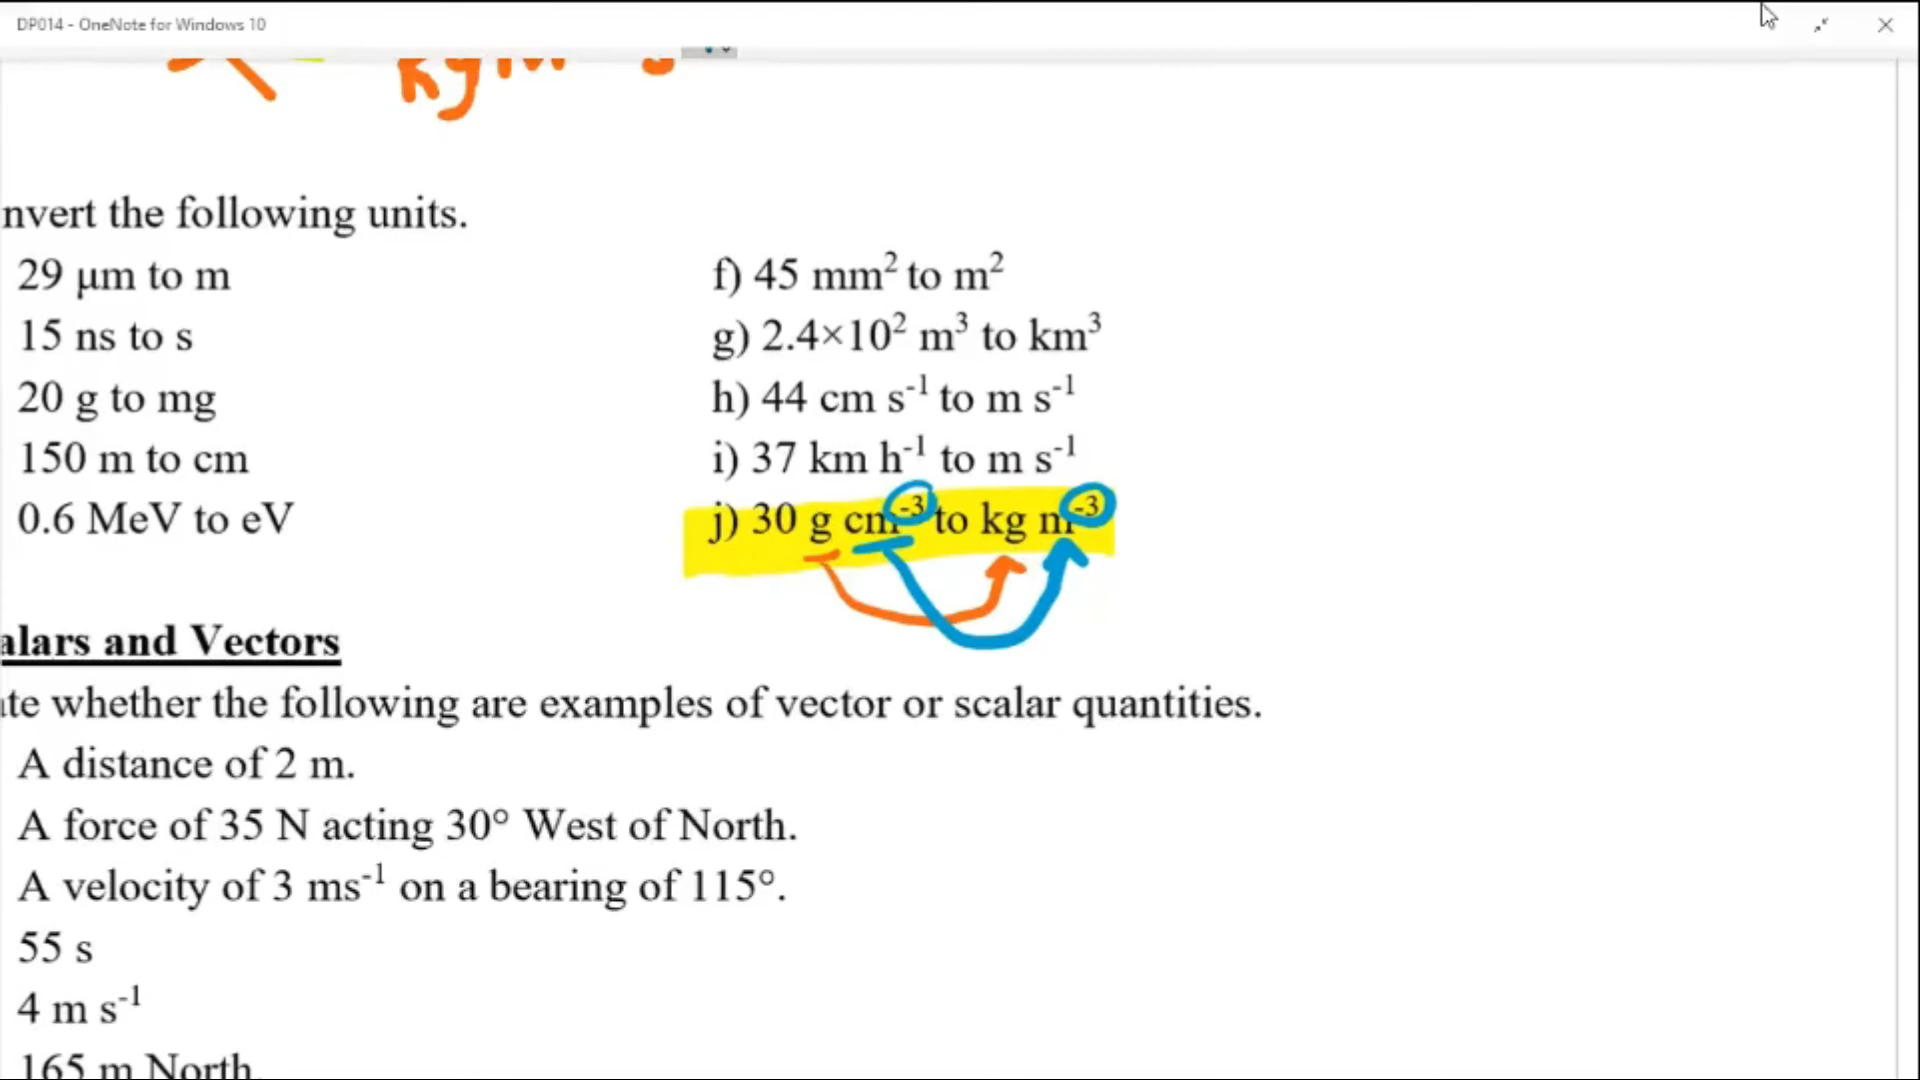 DP014 - OneNote for Windows 10
nvert the following units.
29 μm to m
15 ns to s
20 g to mg
150 m to cm
0.6 MeV to eV
f) 45 mm² to m²
g) 2.4×10² m³ to km³
h) 44 cm s⁻¹ to m s⁻¹
i) 37 km h⁻¹ to m s⁻¹
j) 30 g cm⁻³ to kg m⁻³
alars and Vectors
ate whether the following are examples of vector or scalar quantities.
A distance of 2 m.
A force of 35 N acting 30° West of North.
A velocity of 3 ms⁻¹ on a bearing of 115°.
55 s
4 m s⁻¹
165 m North.